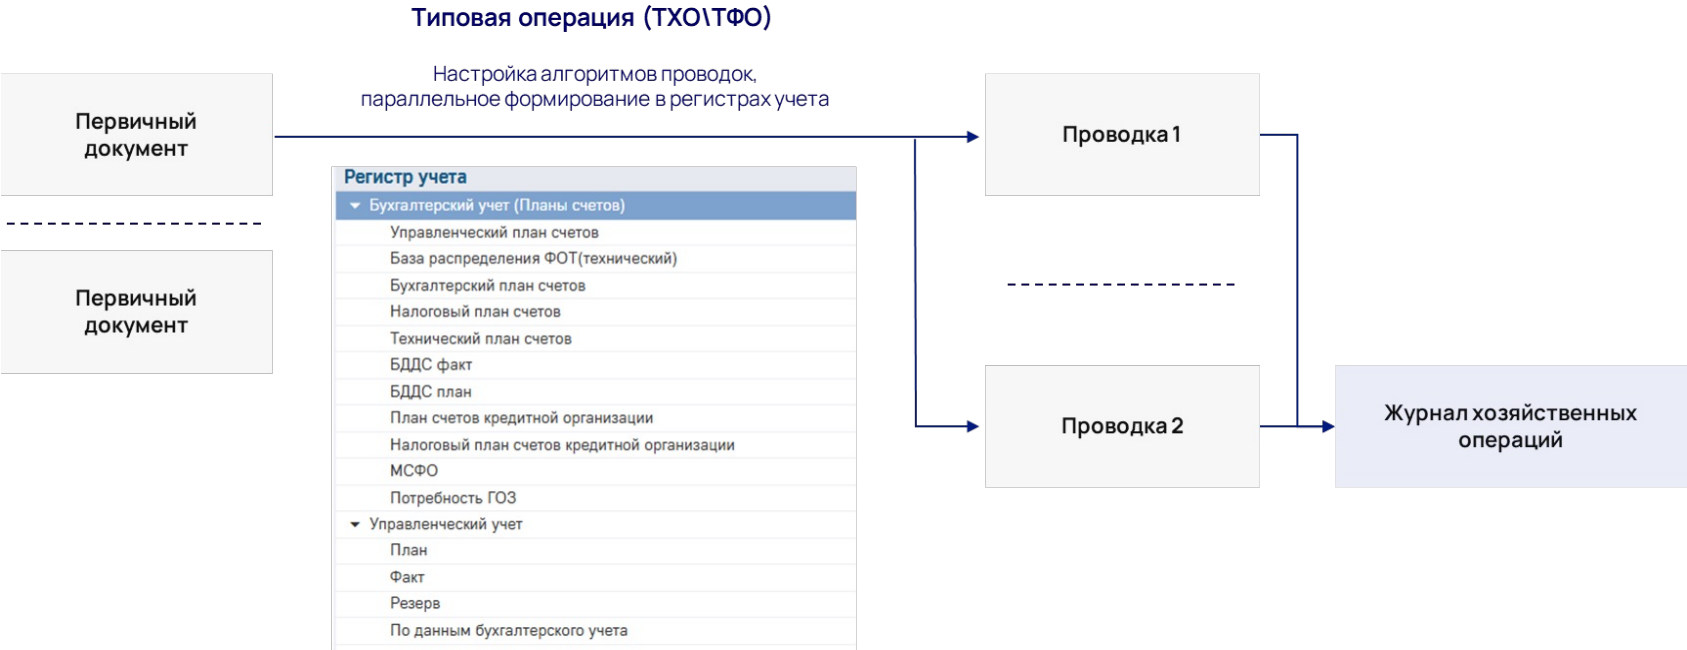 Типовая операция (ТХО\ТФО)
Настройка алгоритмов проводок,
параллельное формирование в регистрах учета
Первичный
документ
Первичный
документ
Регистр учета
Бухгалтерский учет (Планы счетов)
Управленческий план счетов
База распределения ФОТ(технический)
Бухгалтерский план счетов
Налоговый план счетов
Технический план счетов
БДДС факт
БДДС план
План счетов кредитной организации
Налоговый план счетов кредитной организации
МСФО
Потребность ГОЗ
Управленческий учет
План
Факт
Резерв
По данным бухгалтерского учета
Проводка 1
Проводка 2
Журнал хозяйственных
операций